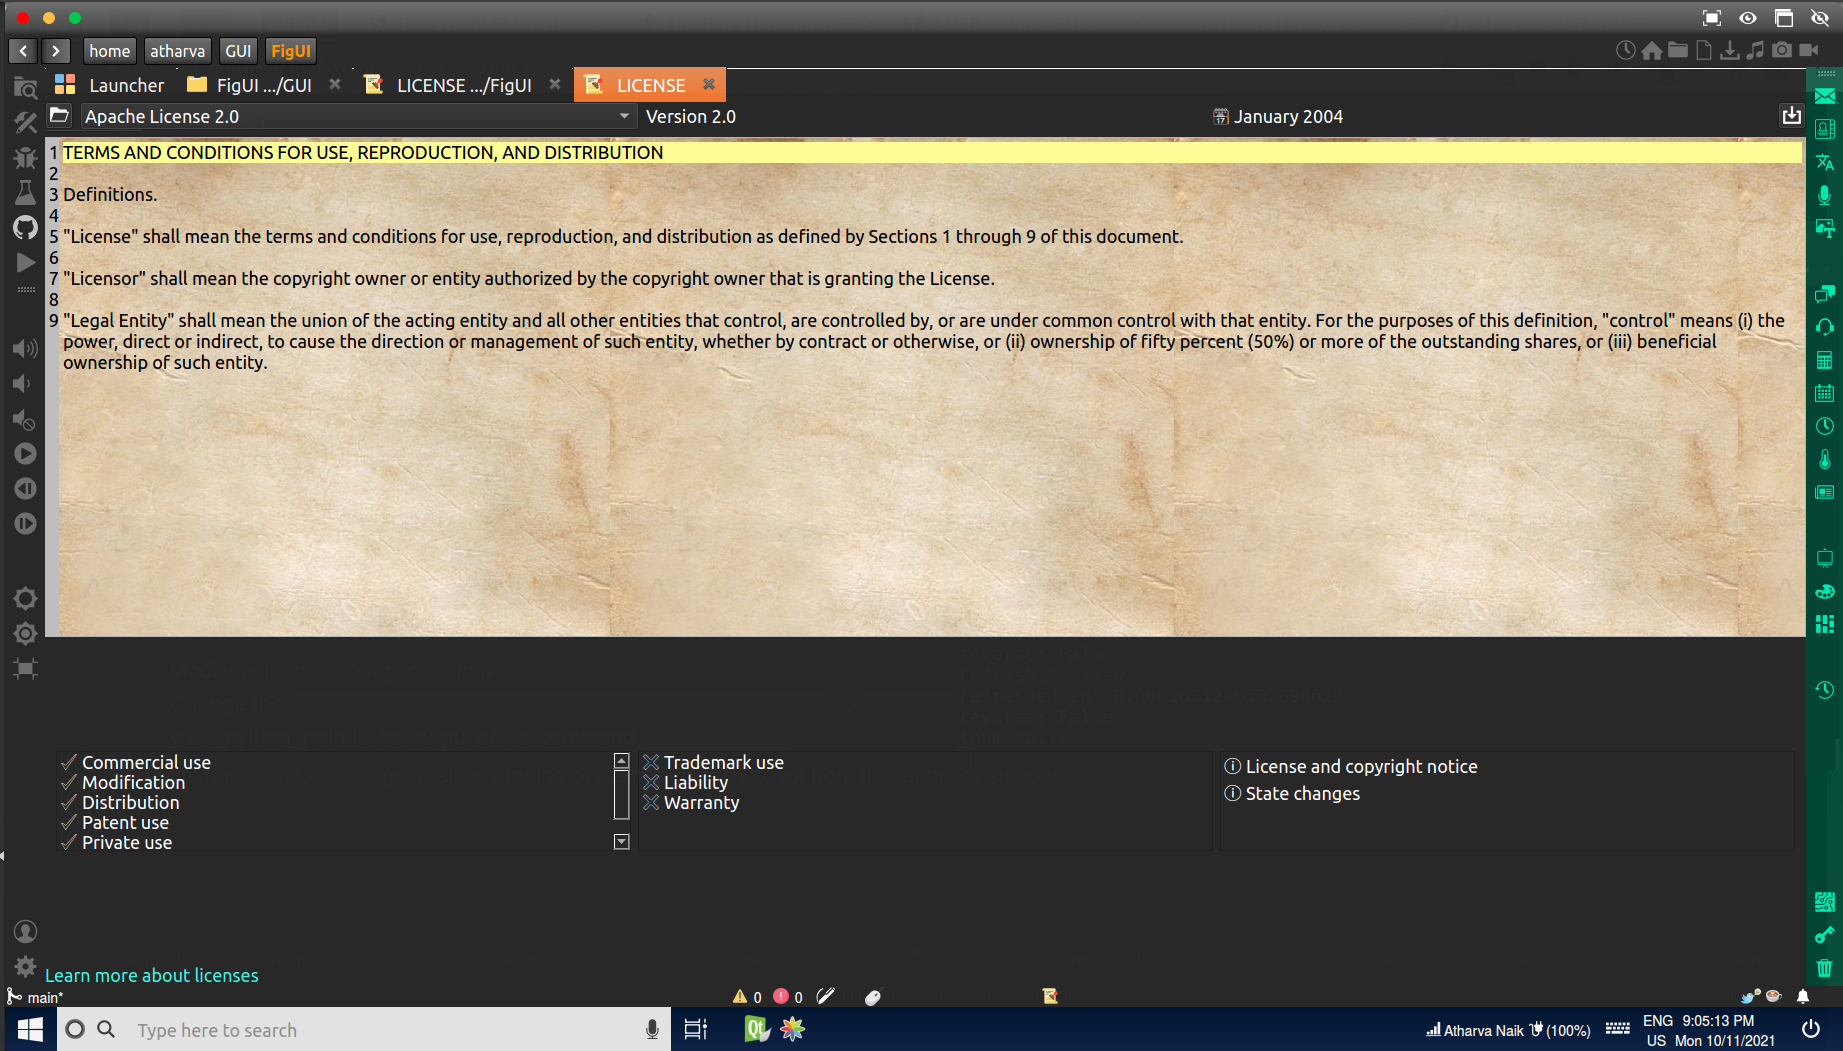 home atharva GUI FigUI
Launcher FigUI .../GUI LICENSE .../FigUI LICENSE
Apache License 2.0 Version 2.0 January 2004
1 TERMS AND CONDITIONS FOR USE, REPRODUCTION, AND DISTRIBUTION
2
3 Definitions.
4
5 "License" shall mean the terms and conditions for use, reproduction, and distribution as defined by Sections 1 through 9 of this document.
6
7 "Licensor" shall mean the copyright owner or entity authorized by the copyright owner that is granting the License.
8
9 "Legal Entity" shall mean the union of the acting entity and all other entities that control, are controlled by, or are under common control with that entity. For the purposes of this definition, "control" means (i) the
power, direct or indirect, to cause the direction or management of such entity, whether by contract or otherwise, or (ii) ownership of fifty percent (50%) or more of the outstanding shares, or (iii) beneficial
ownership of such entity.
Commercial use
Modification
Distribution
Patent use
Private use
Trademark use
Liability
Warranty
License and copyright notice
State changes
Learn more about licenses
main* 0 0
Type here to search Qt Atharva Naik (100%) ENG 9:05:13 PM
US Mon 10/11/2021